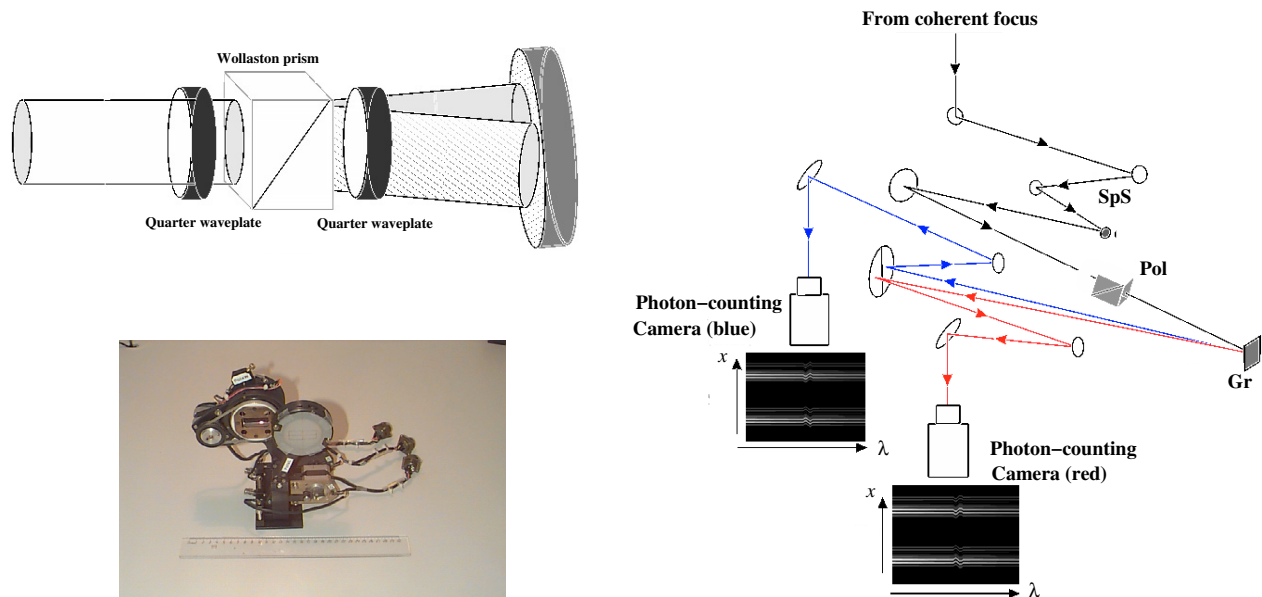 Wollaston prism
Quarter waveplate
Quarter waveplate
From coherent focus
SpS
Pol
Gr
Photon−counting
Camera (blue)
x
λ
Photon−counting
Camera (red)
x
λ